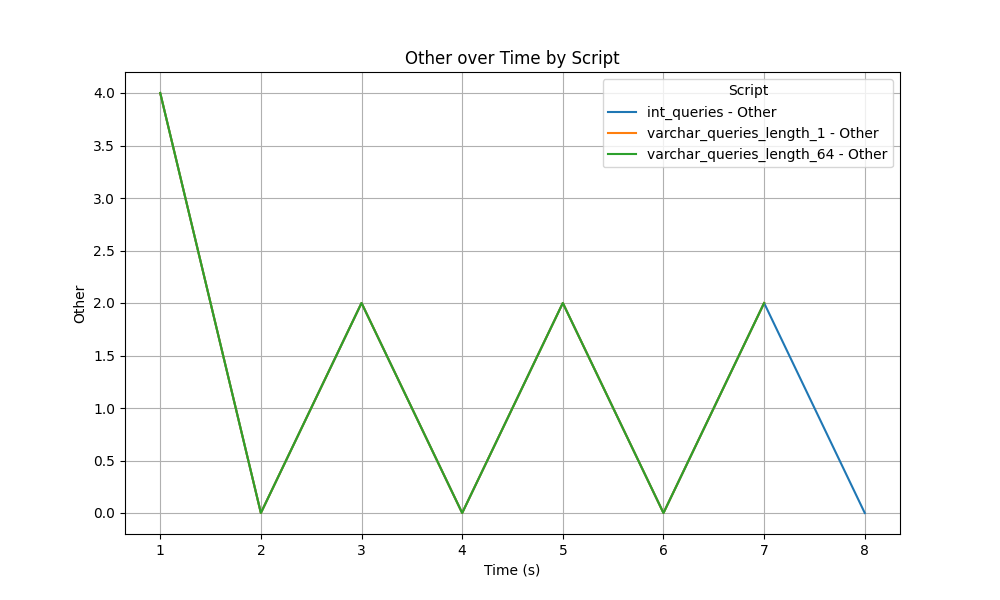 Other over Time by Script
Script
int_queries - Other
varchar_queries_length_1 - Other
varchar_queries_length_64 - Other
4.0
3.5
3.0
2.5
2.0
1.5
1.0
0.5
0.0
Other
1 2 3 4 5 6 7 8
Time (s)